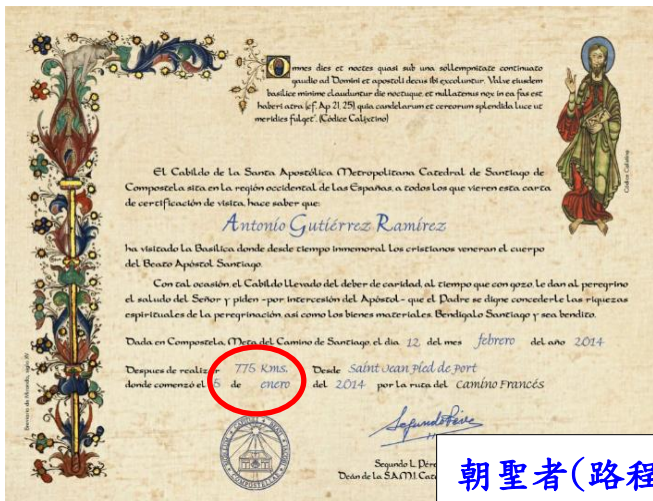 Omnes dies et noctes quasi sub una sollempnitate continuato
gaudio ad Domini et apostoli decus ibi excoluntur. Valve eiusdem
basilice minime clauduntur die noctuque, et nullatenus nox in ea fas est
haberi atra (cf. Ap 21, 25) quia candelarum et cereorum splendida luce ut
meridies fulget". (Códice Calixtino)
Códice Calixtino
El Cabildo de la Santa Apostólica Metropolitana Catedral de Santiago de
Compostela sita en la región occidental de las Españas, a todos los que vieren esta carta
de certificación de visita, hace saber que:
Antonio Gutiérrez Ramírez
ha visitado la Basílica donde desde tiempo inmemoral los cristianos veneran el cuerpo
del Beato Apóstol Santiago.
Con tal ocasión, el Cabildo llevado del deber de caridad, al tiempo que con gozo, le dan al peregrino
el saludo del Señor y piden -por intercesión del Apóstol- que el Padre se digne concederle las riquezas
espirituales de la peregrinación, así como los bienes materiales. Bendígalo Santiago y sea bendito.
Dada en Compostela, Meta del Camino de Santiago, el día 12 del mes febrero del año 2014
Despues de realizar 775 Kms. Desde Saint Jean Pied de Port
donde comenzó el 5 de enero del 2014 por la ruta del Camino Francés
Segundo L. Pére
Deán de la S.A.M.I. Cat
朝聖者(路程